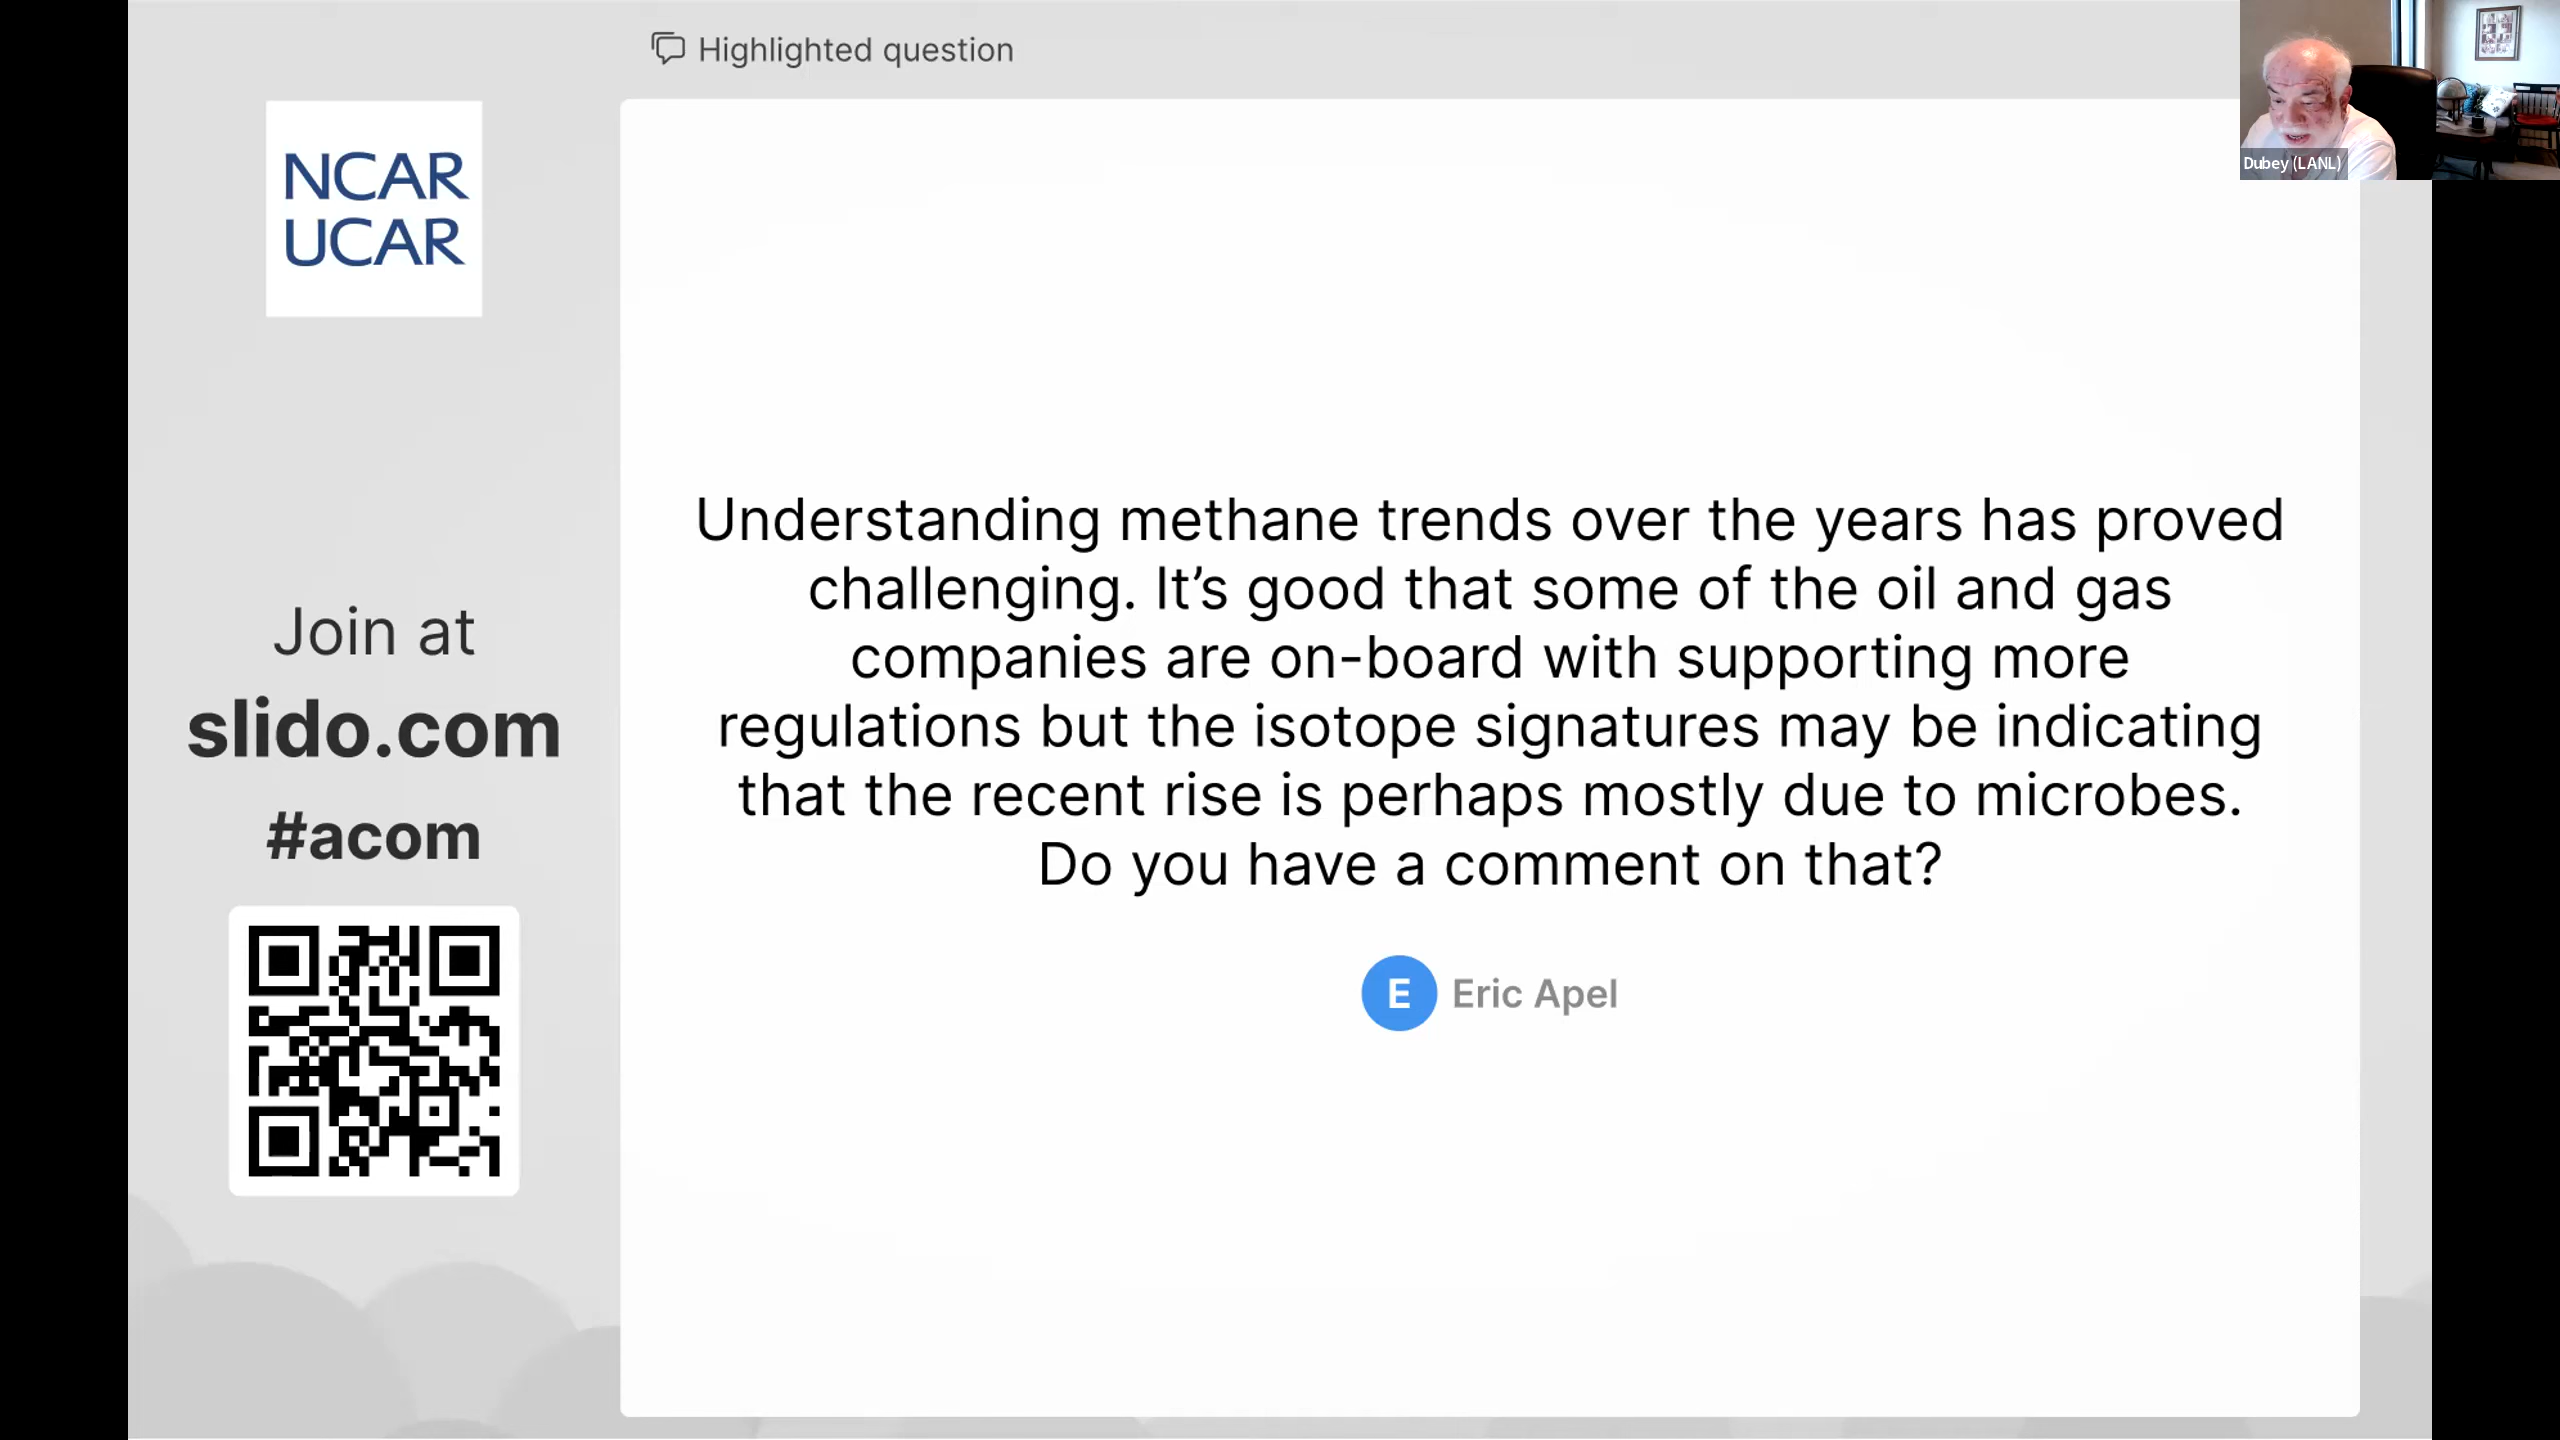 Highlighted question
NCAR
UCAR
Join at
slido.com
#acom
Understanding methane trends over the years has proved
challenging. It’s good that some of the oil and gas
companies are on-board with supporting more
regulations but the isotope signatures may be indicating
that the recent rise is perhaps mostly due to microbes.
Do you have a comment on that?
E Eric Apel
Dubey (LANL)